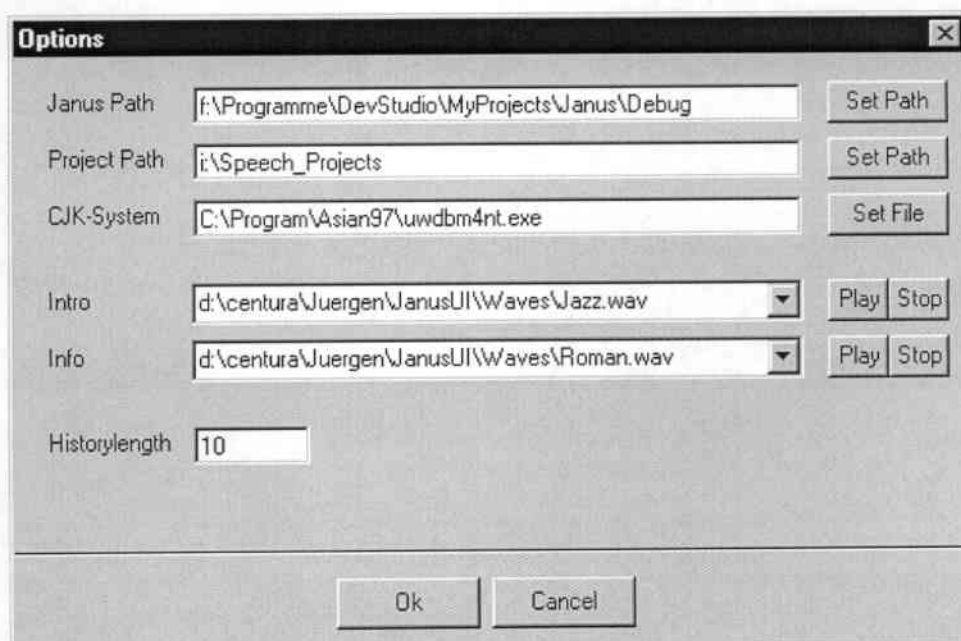 Options
Janus Path f:\Programme\DevStudio\MyProjects\Janus\Debug Set Path
Project Path i:\Speech_Projects Set Path
CJK-System C:\Program\Asian97\uwdbm4nt.exe Set File
Intro d:\centura\Juergen\JanusUI\Waves\Jazz.wav Play Stop
Info d:\centura\Juergen\JanusUI\Waves\Roman.wav Play Stop
Historylength 10
Ok Cancel